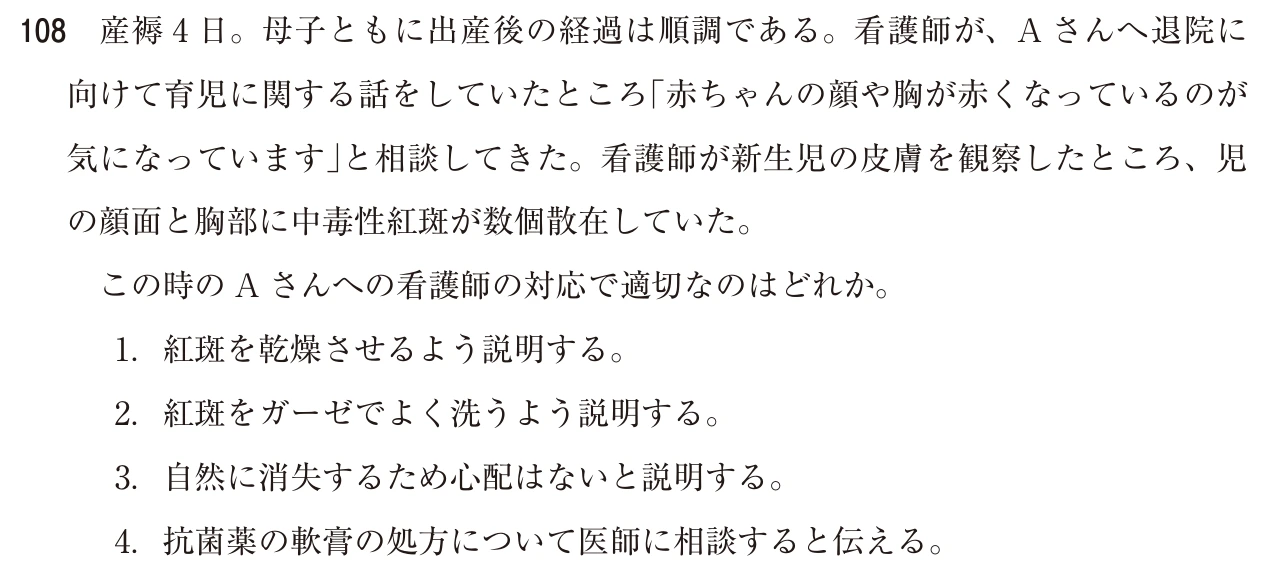 108　産褥4日。母子ともに出産後の経過は順調である。看護師が、Aさんへ退院に
向けて育児に関する話をしていたところ「赤ちゃんの顔や胸が赤くなっているのが
気になっています」と相談してきた。看護師が新生児の皮膚を観察したところ、児
の顔面と胸部に中毒性紅斑が数個散在していた。
この時のAさんへの看護師の対応で適切なのはどれか。
1. 紅斑を乾燥させるよう説明する。
2. 紅斑をガーゼでよく洗うよう説明する。
3. 自然に消失するため心配はないと説明する。
4. 抗菌薬の軟膏の処方について医師に相談すると伝える。